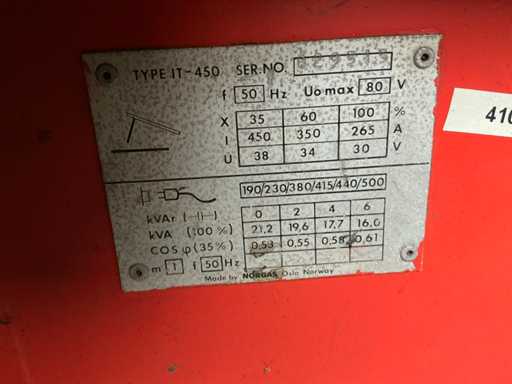 TYPE IT-450 SER.NO.
f 50 Hz Uo max 80 V
X 35 60 100 %
I 450 350 265 A
U 38 34 30 V
190/230/380/415/440/500
kVAr 0 2 4 6
kVA (100%) 21,2 19,6 17,7 16,0
COS φ (35%) 0,53 0,55 0,58 0,61
m 1 f 50 Hz
Made by NORGAS Oslo Norway
410